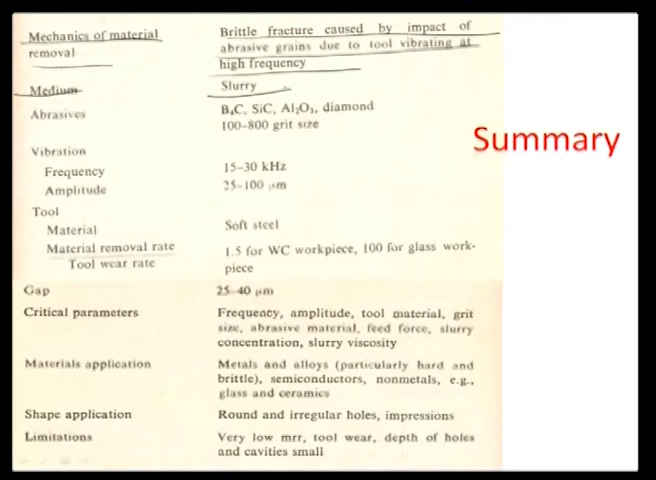 Mechanics of material removal
Brittle fracture caused by impact of
abrasive grains due to tool vibrating at
high frequency
Medium
Slurry
Abrasives
B₄C, SiC, Al₂O₃, diamond
100–800 grit size
Summary
Vibration
Frequency
15–30 kHz
Amplitude
25–100 μm
Tool
Material
Soft steel
Material removal rate
Tool wear rate
1.5 for WC workpiece, 100 for glass work-
piece
Gap
25–40 μm
Critical parameters
Frequency, amplitude, tool material, grit
size, abrasive material, feed force, slurry
concentration, slurry viscosity
Materials application
Metals and alloys (particularly hard and
brittle), semiconductors, nonmetals, e.g.,
glass and ceramics
Shape application
Round and irregular holes, impressions
Limitations
Very low mrr, tool wear, depth of holes
and cavities small